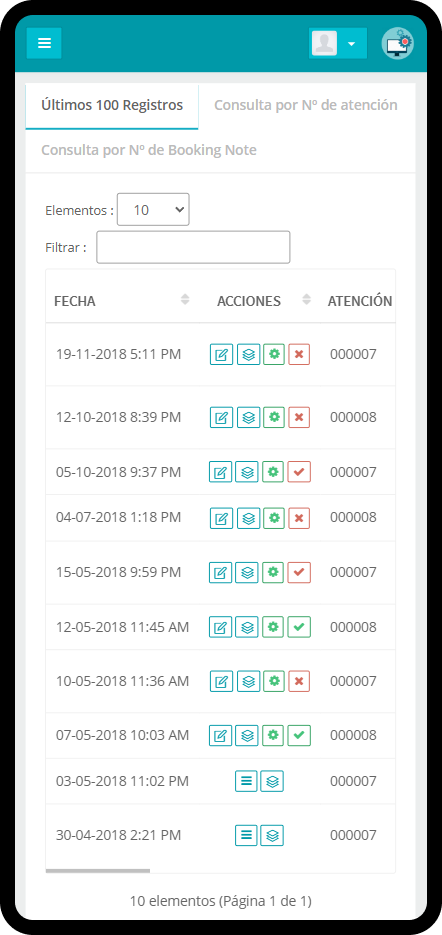 Últimos 100 Registros
Consulta por Nº de atención
Consulta por Nº de Booking Note
Elementos : 10
Filtrar :
FECHA ACCIONES ATENCIÓN
19-11-2018 5:11 PM 000007
12-10-2018 8:39 PM 000008
05-10-2018 9:37 PM 000007
04-07-2018 1:18 PM 000008
15-05-2018 9:59 PM 000007
12-05-2018 11:45 AM 000008
10-05-2018 11:36 AM 000007
07-05-2018 10:03 AM 000008
03-05-2018 11:02 PM 000007
30-04-2018 2:21 PM 000007
10 elementos (Página 1 de 1)